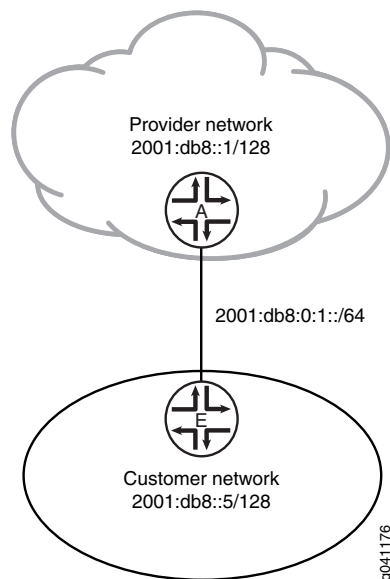 Provider network
2001:db8::1/128
A
2001:db8:0:1::/64
E
Customer network
2001:db8::5/128
g041176